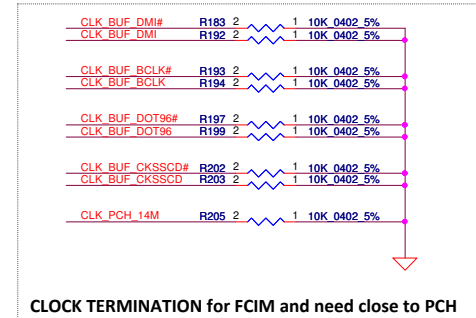 CLK_BUF_DMI# R183 2 1 10K_0402_5%
CLK_BUF_DMI R192 2 1 10K_0402_5%
CLK_BUF_BCLK# R193 2 1 10K_0402_5%
CLK_BUF_BCLK R194 2 1 10K_0402_5%
CLK_BUF_DOT96# R197 2 1 10K_0402_5%
CLK_BUF_DOT96 R199 2 1 10K_0402_5%
CLK_BUF_CKSSCD# R202 2 1 10K_0402_5%
CLK_BUF_CKSSCD R203 2 1 10K_0402_5%
CLK_PCH_14M R205 2 1 10K_0402_5%
CLOCK TERMINATION for FCIM and need close to PCH